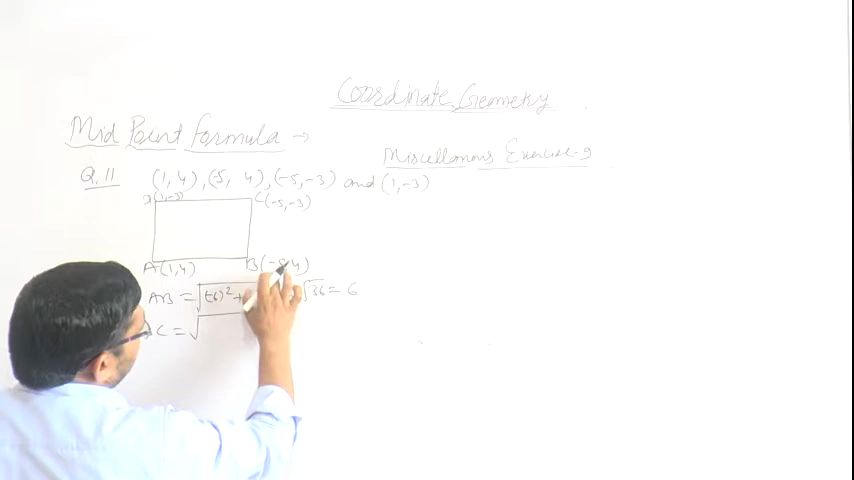 Coordinate Geometry
Mid Point Formula →
Miscellanous Exercise-9
Q.11 (1, 4), (-5, 4), (-5, -3) and (1, -3)
D(1,-3) C(-5,-3)
A(1,4) B(-5,4)
AB = √(-6)² + √36 = 6
C = √